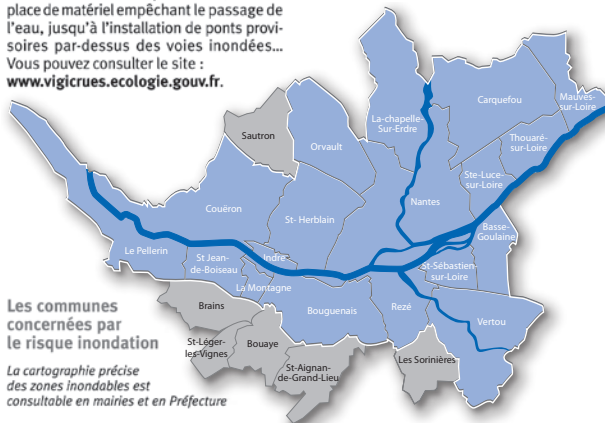 place de matériel empêchant le passage de
l'eau, jusqu'à l'installation de ponts provi-
soires par-dessus des voies inondées...
Vous pouvez consulter le site :
www.vigicrues.ecologie.gouv.fr.
Sautron
Orvault
La-chapelle-
Sur-Erdre
Carquefou
Mauves-
sur-Loire
Thouaré-
sur-Loire
Ste-Luce-
sur-Loire
Nantes
Couëron
St- Herblain
Basse-
Goulaine
Le Pellerin
St Jean-
de-Boiseau
Indre
La Montagne
St-Sébastien
sur-Loire
Bouguenais
Rezé
Vertou
Brains
St-Léger-
les-Vignes
Bouaye
St-Aignan-
de-Grand-Lieu
Les Sorinières
Les communes
concernées par
le risque inondation
La cartographie précise
des zones inondables est
consultable en mairies et en Préfecture